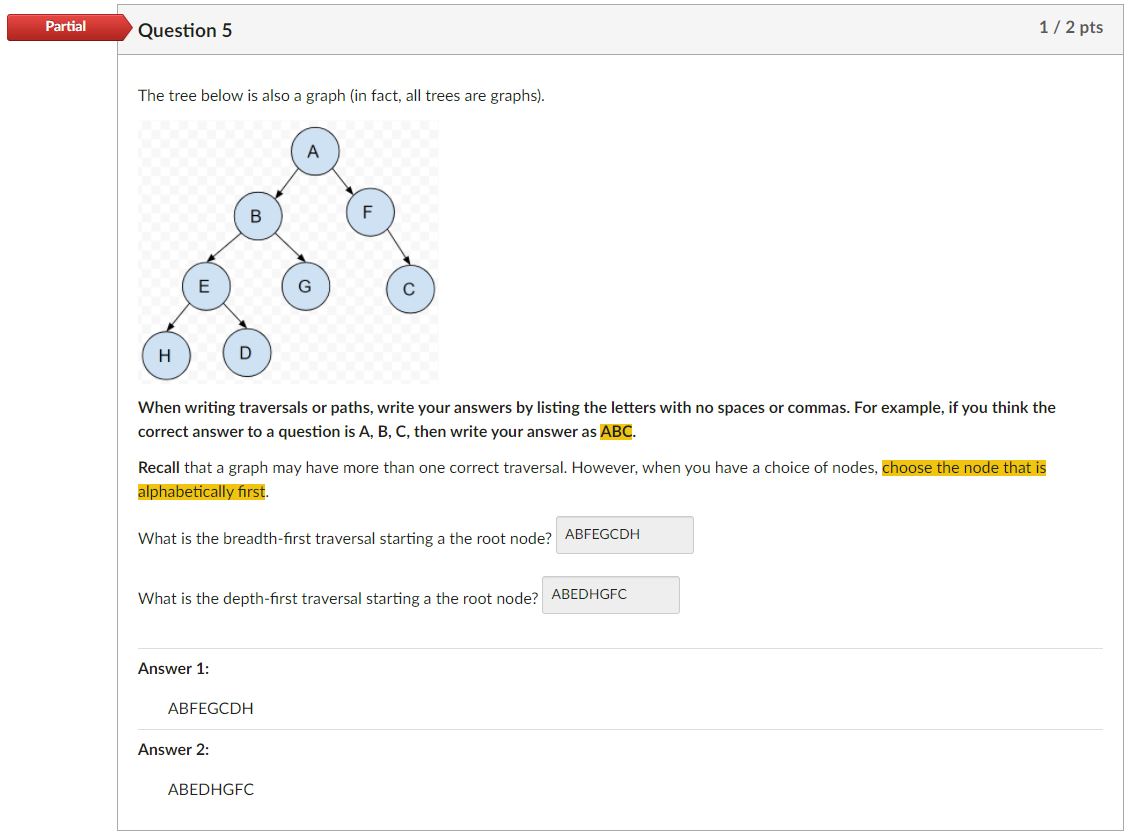 Partial
Question 5
1 / 2 pts
The tree below is also a graph (in fact, all trees are graphs).
A
B
F
E
G
C
H
D
When writing traversals or paths, write your answers by listing the letters with no spaces or commas. For example, if you think the
correct answer to a question is A, B, C, then write your answer as ABC.
Recall that a graph may have more than one correct traversal. However, when you have a choice of nodes, choose the node that is
alphabetically first.
What is the breadth-first traversal starting a the root node? ABFEGCDH
What is the depth-first traversal starting a the root node? ABEDHGFC
Answer 1:
ABFEGCDH
Answer 2:
ABEDHGFC